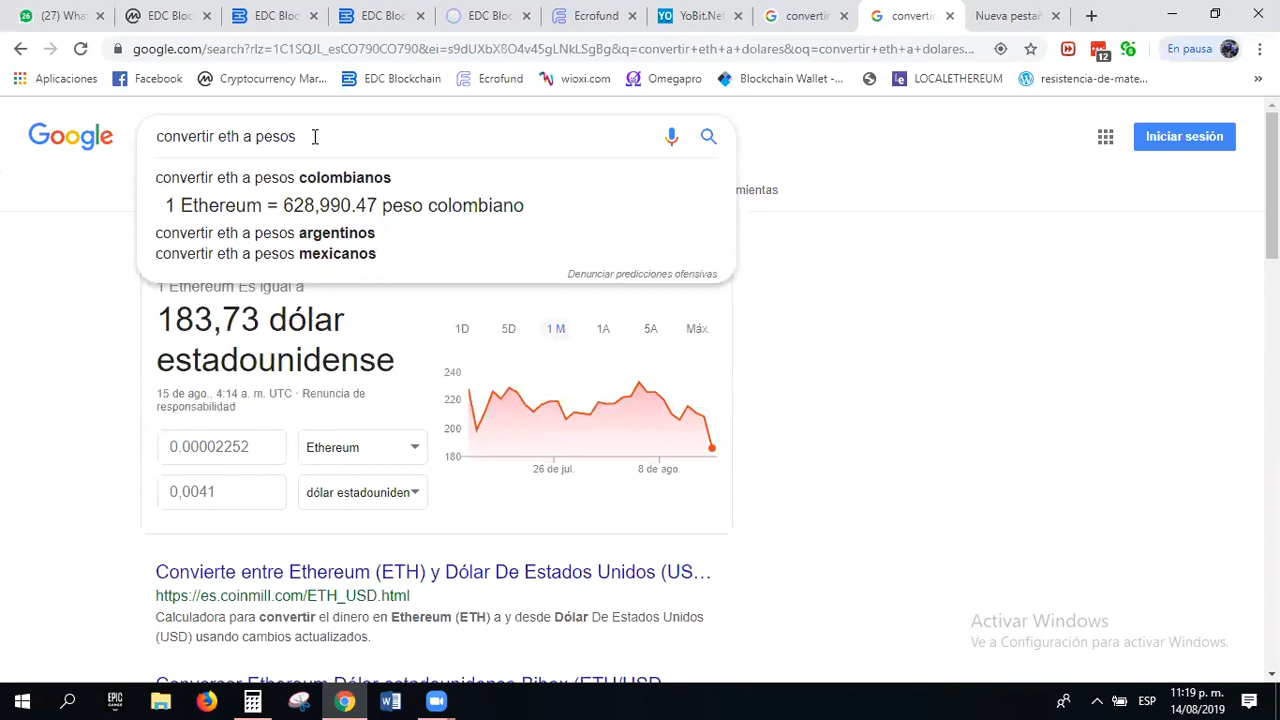 (27) What
EDC Bloc
EDC Bloc
EDC Bloc
EDC Bloc
Ecrofund
YoBit.Ne
converti
converti
Nueva pestañ
google.com/search?rlz=1C1SQJL_esCO790CO790&ei=s9dUXbX8O4v45gLNkLSgBg&q=convertir+eth+a+dolares&oq=convertir+eth+a+dolares...
12
En pausa
Aplicaciones
Facebook
Cryptocurrency Mar...
EDC Blockchain
Ecrofund
wioxi.com
Omegapro
Blockchain Wallet -...
LOCALETHEREUM
resistencia-de-mate...
»
Google
convertir eth a pesos
Iniciar sesión
convertir eth a pesos colombianos
1 Ethereum = 628,990.47 peso colombiano
mientas
convertir eth a pesos argentinos
convertir eth a pesos mexicanos
Denunciar predicciones ofensivas
1 Ethereum Es igual a
183,73 dólar
estadounidense
15 de ago., 4:14 a. m. UTC · Renuncia de
responsabilidad
0,00002252
Ethereum
0,0041
dólar estadouniden
1D
5D
1 M
1A
5A
Máx.
240
220
200
180
26 de jul.
8 de ago.
Convierte entre Ethereum (ETH) y Dólar De Estados Unidos (US...
https://es.coinmill.com/ETH_USD.html
Calculadora para convertir el dinero en Ethereum (ETH) a y desde Dólar De Estados Unidos
(USD) usando cambios actualizados.
Activar Windows
Ve a Configuración para activar Windows.
EPIC
GAMES
ESP
11:19 p. m.
14/08/2019